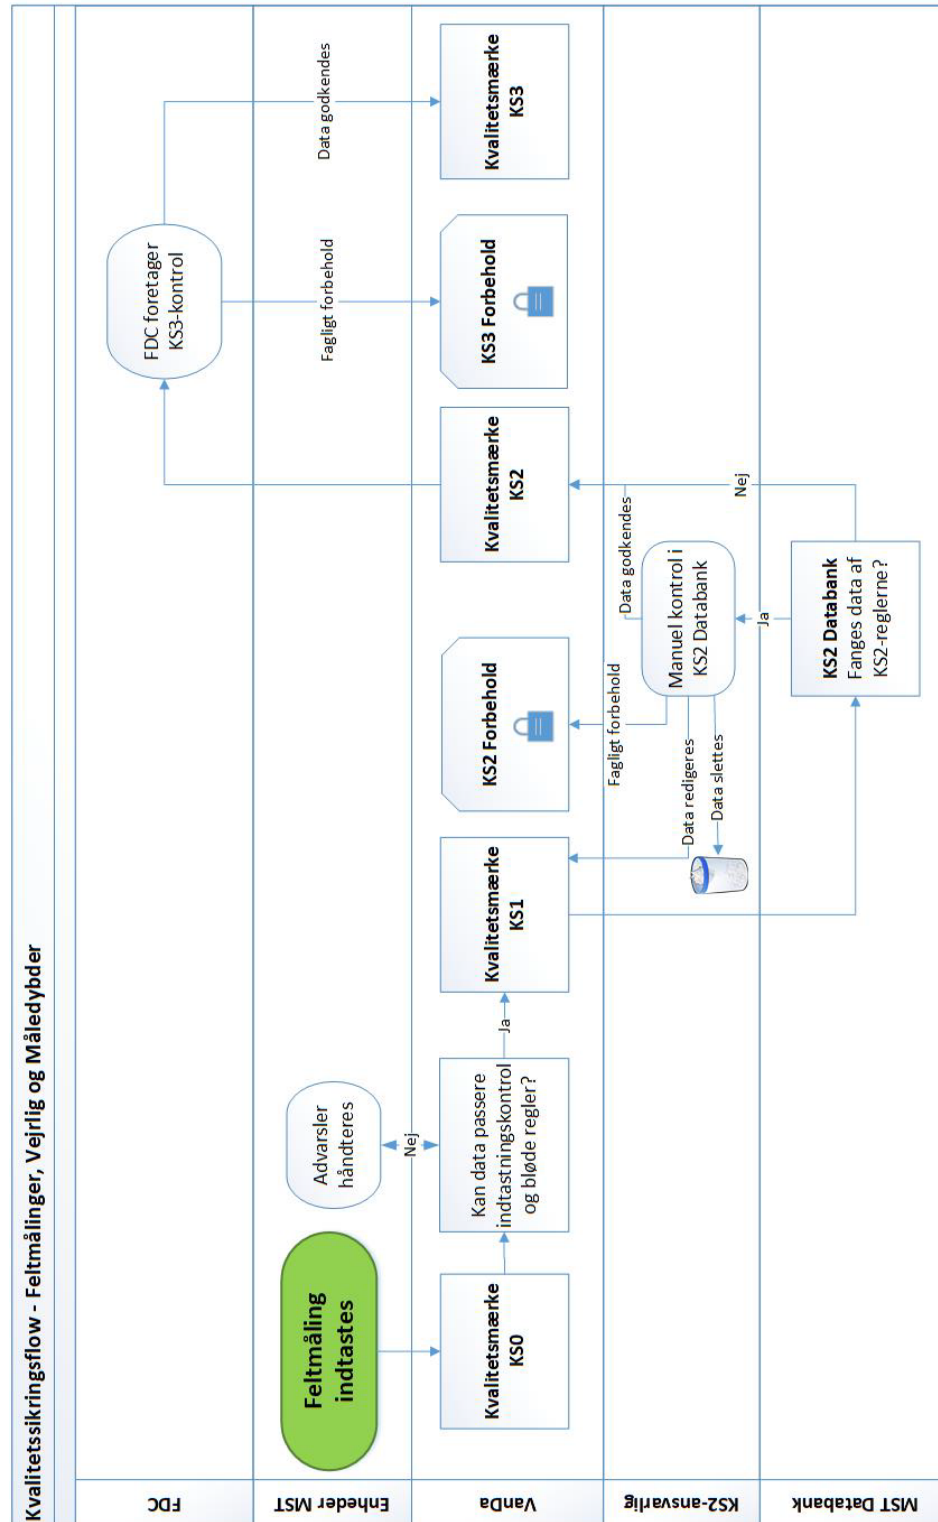 Kvalitetssikringsflow - Feltmålinger, Vejrlig og Måledybder
FDC
FDC foretager
KS3-kontrol
Enheder MST
Feltmåling
indtastes
Advarsler
håndteres
Nej
Fagligt forbehold
Data godkendes
VanDa
Kvalitetsmærke
KS0
Kan data passere
indtastningskontrol
og bløde regler?
Ja
Kvalitetsmærke
KS1
KS2 Forbehold
Kvalitetsmærke
KS2
KS3 Forbehold
Kvalitetsmærke
KS3
KS2-ansvarlig
Fagligt forbehold
Data redigeres
Data slettes
Manuel kontrol i
KS2 Databank
Data godkendes
Nej
Ja
MST Databank
KS2 Databank
Fanges data af
KS2-reglerne?